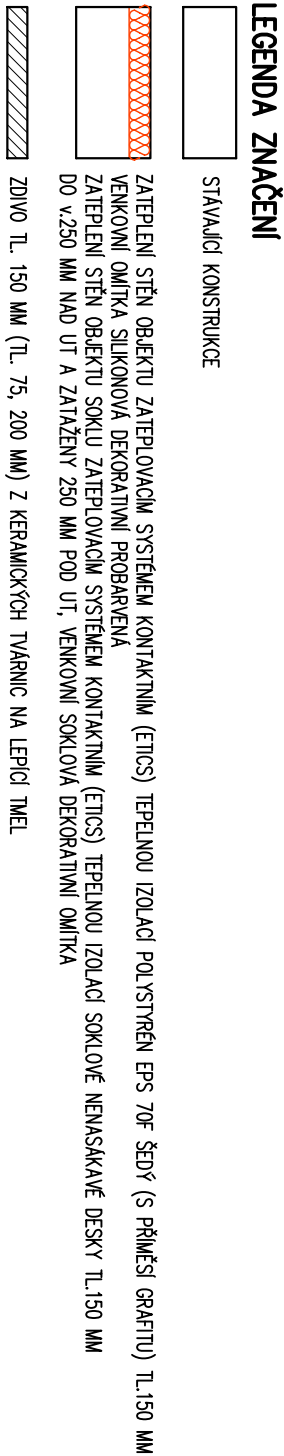 LEGENDA ZNAČENÍ
STÁVAJÍCÍ KONSTRUKCE
ZATEPLENÍ STĚN OBJEKTU ZATEPLOVACÍM SYSTÉMEM KONTAKTNÍM (ETICS) TEPELNOU IZOLACÍ POLYSTYRÉN EPS 70F ŠEDÝ (S PŘÍMĚSÍ GRAFITU) TL.150 MM
VENKOVNÍ OMÍTKA SILIKONOVÁ DEKORATIVNÍ PROBARVENÁ
ZATEPLENÍ STĚN OBJEKTU SOKLU ZATEPLOVACÍM SYSTÉMEM KONTAKTNÍM (ETICS) TEPELNOU IZOLACÍ SOKLOVÉ NENASÁKAVÉ DESKY TL.150 MM
DO v.250 MM NAD UT A ZATAŽENY 250 MM POD UT, VENKOVNÍ SOKLOVÁ DEKORATIVNÍ OMÍTKA
ZDIVO TL. 150 MM (TL. 75, 200 MM) Z KERAMICKÝCH TVÁRNIC NA LEPÍCÍ TMEL